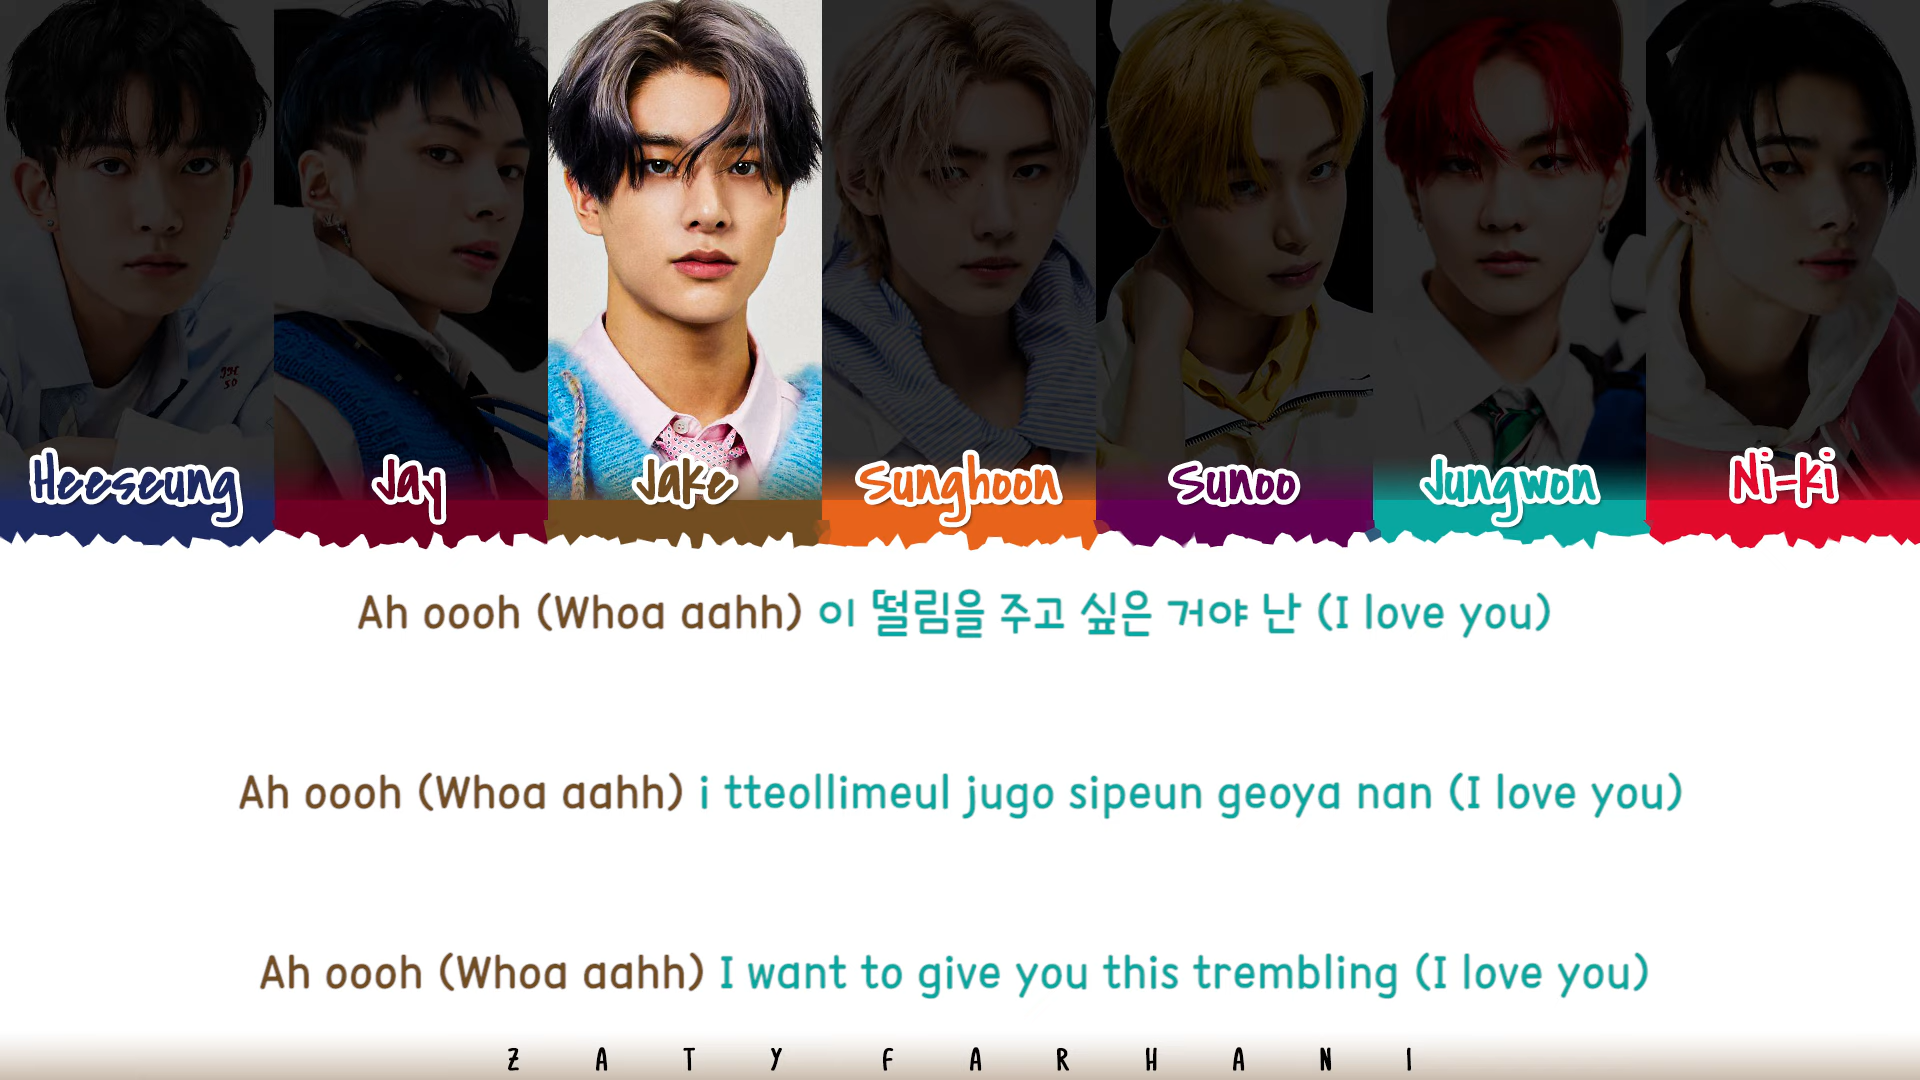 Heeseung Jay Jake Sunghoon Sunoo Jungwon Ni-ki
Ah oooh (Whoa aahh) 이 떨림을 주고 싶은 거야 난 (I love you)
Ah oooh (Whoa aahh) i tteollimeul jugo sipeun geoya nan (I love you)
Ah oooh (Whoa aahh) I want to give you this trembling (I love you)
ZATY FARHANI